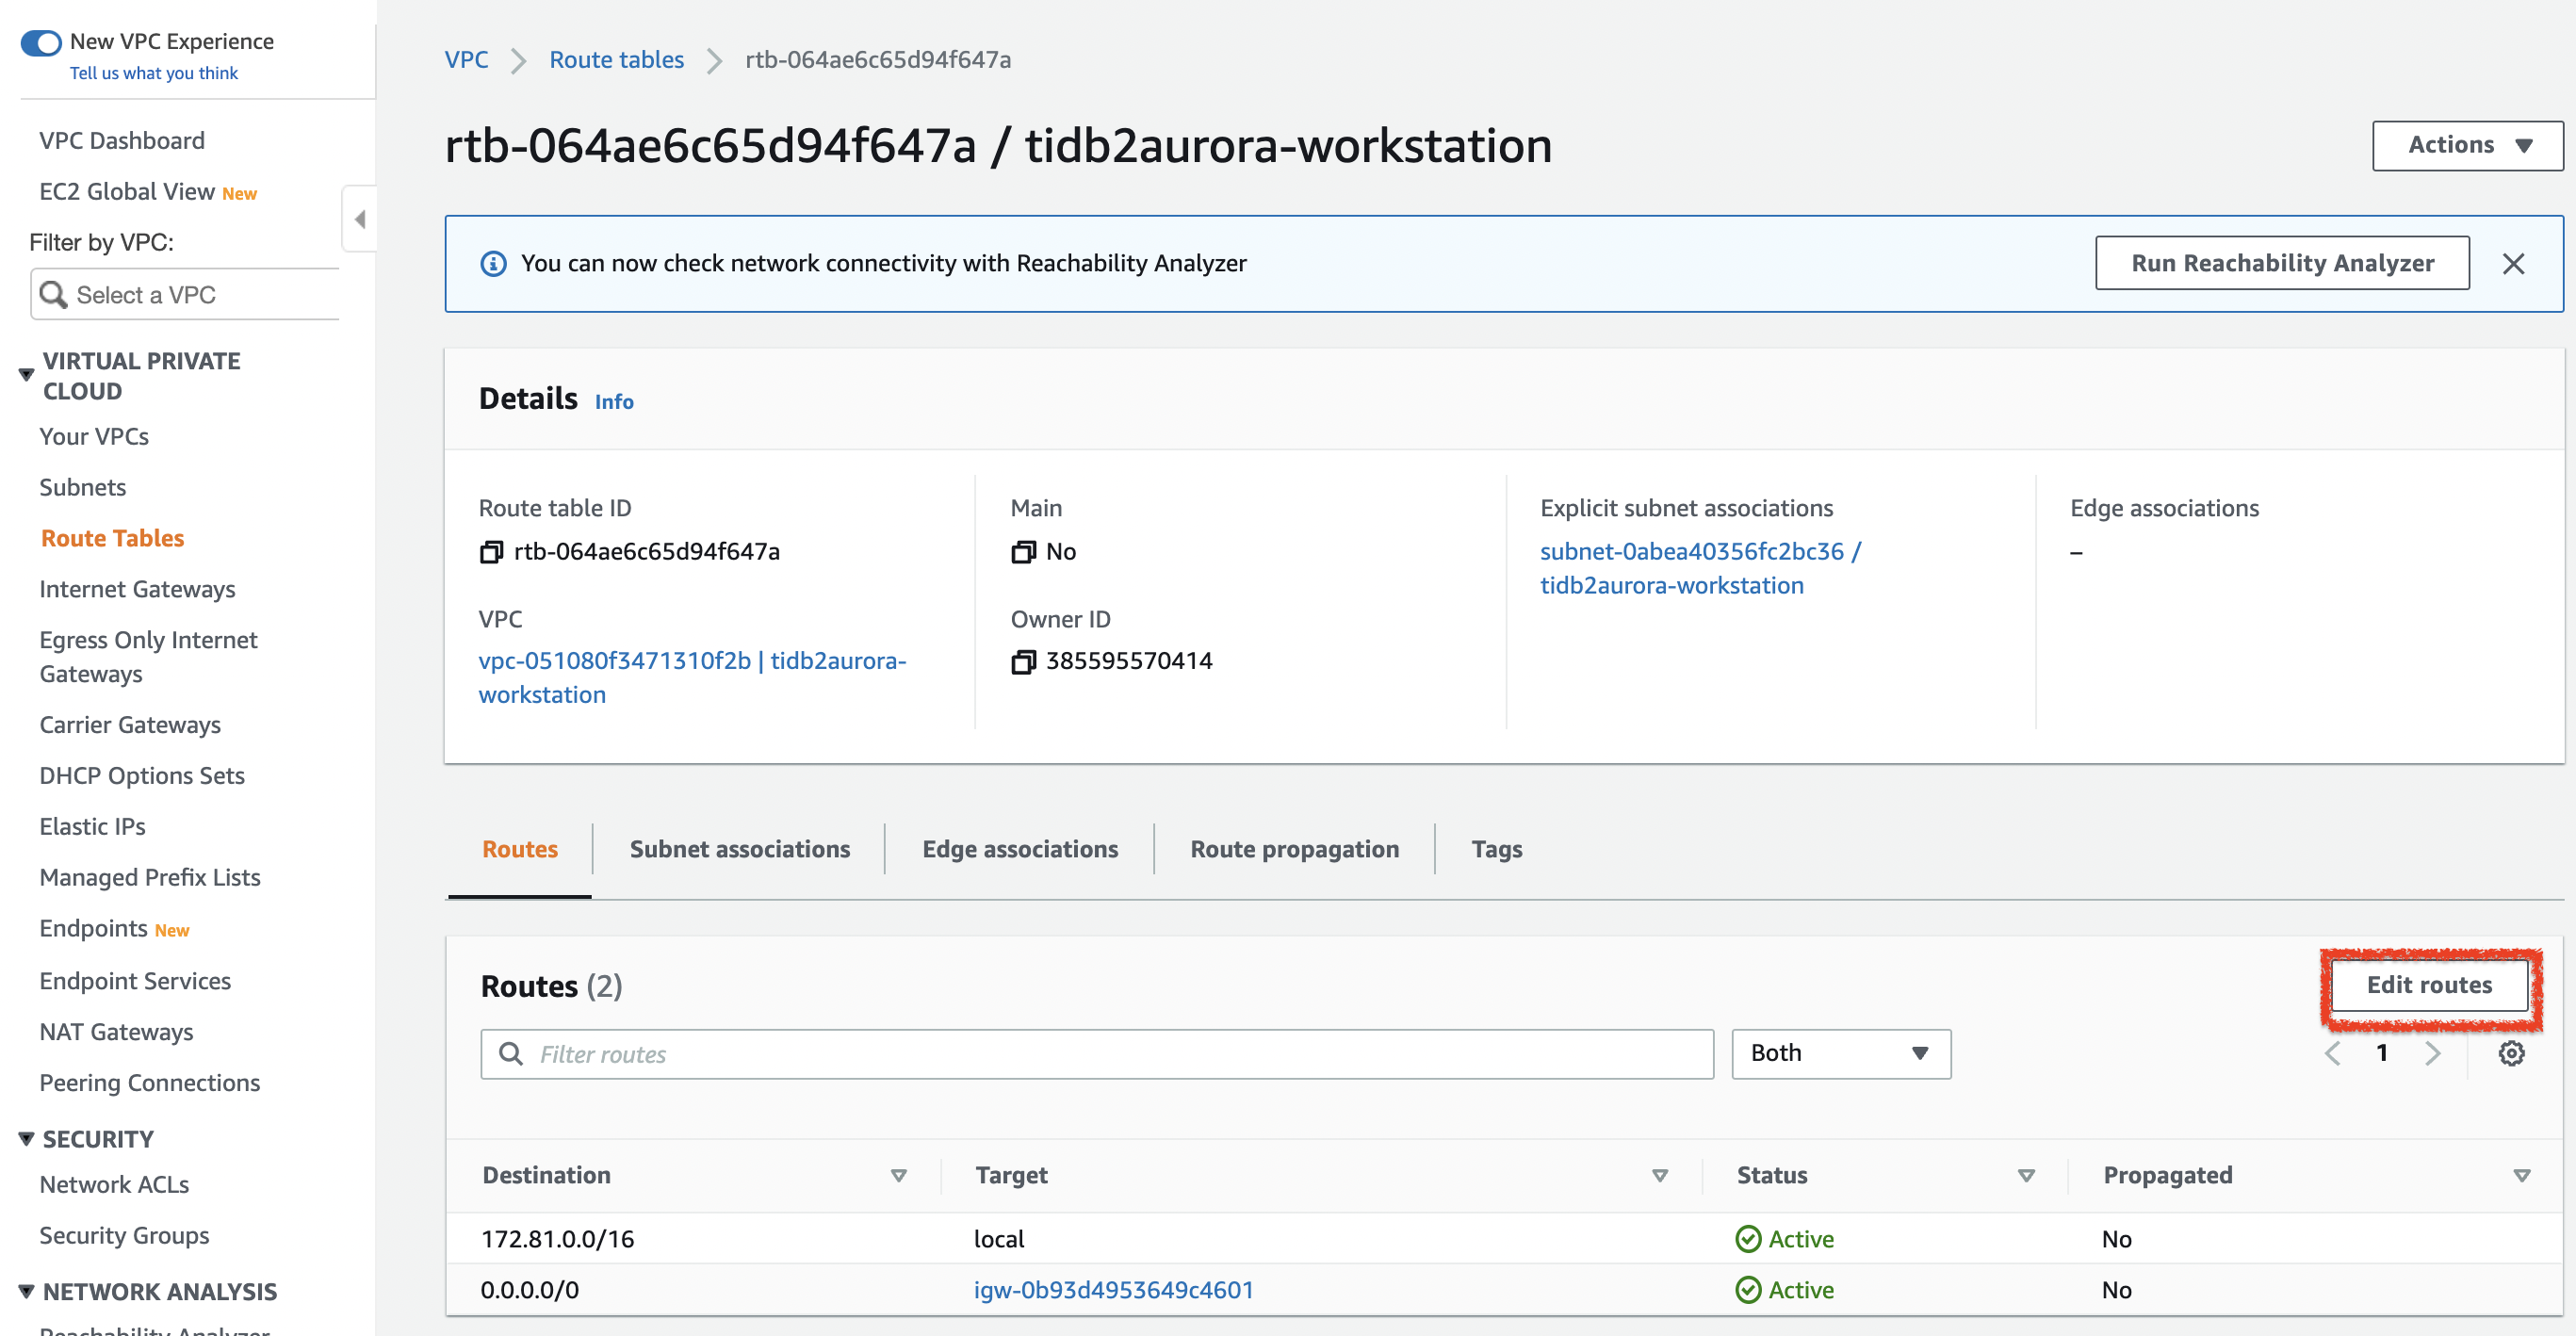 New VPC Experience
Tell us what you think
VPC Dashboard
EC2 Global View New
Filter by VPC:
Select a VPC
VIRTUAL PRIVATE
CLOUD
Your VPCs
Subnets
Route Tables
Internet Gateways
Egress Only Internet
Gateways
Carrier Gateways
DHCP Options Sets
Elastic IPs
Managed Prefix Lists
Endpoints New
Endpoint Services
NAT Gateways
Peering Connections
SECURITY
Network ACLs
Security Groups
NETWORK ANALYSIS
Reachability Analyzer
VPC > Route tables > rtb-064ae6c65d94f647a
rtb-064ae6c65d94f647a / tidb2aurora-workstation
Actions
You can now check network connectivity with Reachability Analyzer
Run Reachability Analyzer
Details Info
Route table ID
rtb-064ae6c65d94f647a
VPC
vpc-051080f3471310f2b | tidb2aurora-
workstation
Main
No
Owner ID
385595570414
Explicit subnet associations
subnet-0abea40356fc2bc36 /
tidb2aurora-workstation
Edge associations
–
Routes
Subnet associations
Edge associations
Route propagation
Tags
Routes (2)
Edit routes
Filter routes
Both
1
Destination Target Status Propagated
172.81.0.0/16 local Active No
0.0.0.0/0 igw-0b93d4953649c4601 Active No